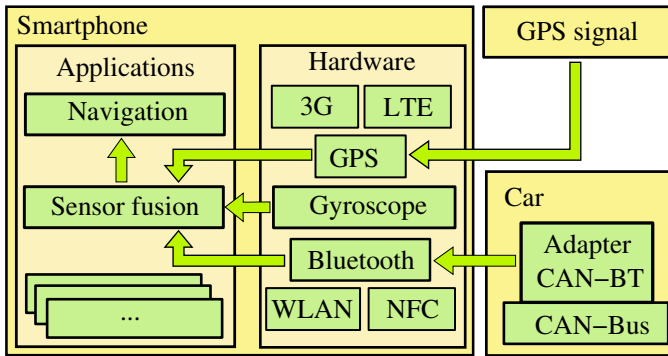 Smartphone
Applications
Navigation
Sensor fusion
...
Hardware
3G
LTE
GPS
Gyroscope
Bluetooth
WLAN
NFC
GPS signal
Car
Adapter
CAN−BT
CAN−Bus